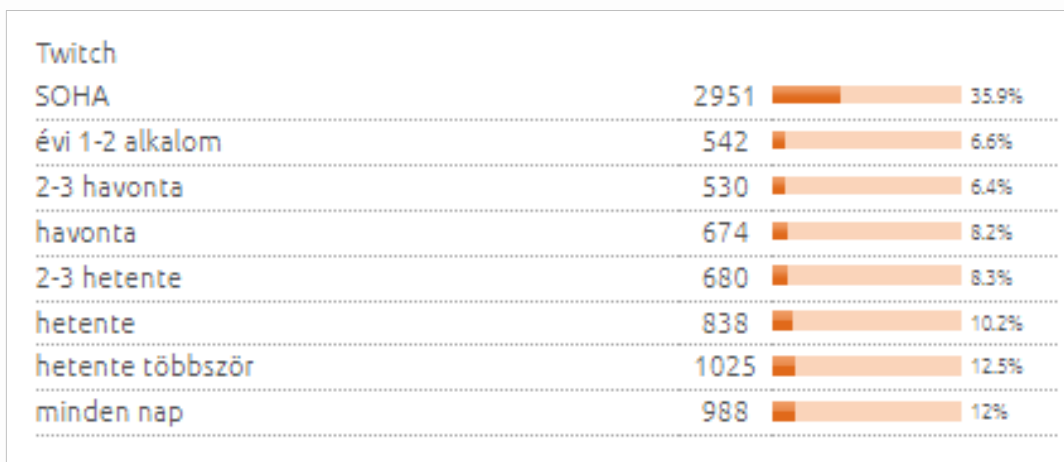 Twitch
SOHA 2951 35.9%
évi 1-2 alkalom 542 6.6%
2-3 havonta 530 6.4%
havonta 674 8.2%
2-3 hetente 680 8.3%
hetente 838 10.2%
hetente többször 1025 12.5%
minden nap 988 12%